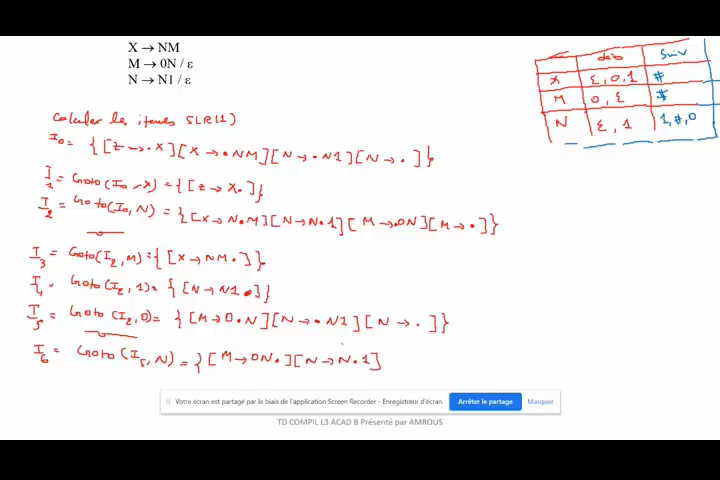 X → NM
M → 0N / ε
N → N1 / ε
deb Suiv
X ε, 0, 1 #
M 0, ε #
N ε, 1 1, #, 0
Calculer les items SLR(1)
I0 = {[Z → .X][X → .NM][N → .N1][N → .]}
I1 = Goto(I0, X) = {[Z → X.]}
I2 = Goto(I0, N) = {[X → N.M][N → N.1][M → .0N][M → .]}
I3 = Goto(I2, M) = {[X → NM.]}
I4 = Goto(I2, 1) = {[N → N1.]}
I5 = Goto(I2, 0) = {[M → 0.N][N → .N1][N → .]}
I6 = Goto(I5, N) = {[M → 0N.][N → N.1]
Votre écran est partagé par le biais de l'application Screen Recorder - Enregistreur d'écran. Arrêter le partage Masquer
TD COMPIL L3 ACAD B Présenté par AMROUS